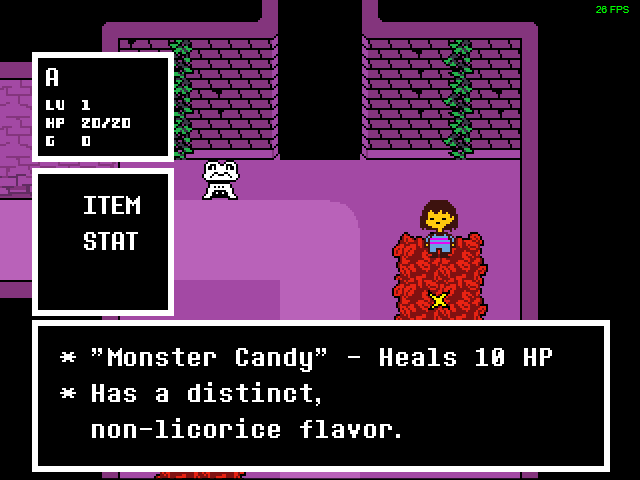 26 FPS
A
LV 1
HP 20/20
G 0
ITEM
STAT
* "Monster Candy" - Heals 10 HP
* Has a distinct,
non-licorice flavor.